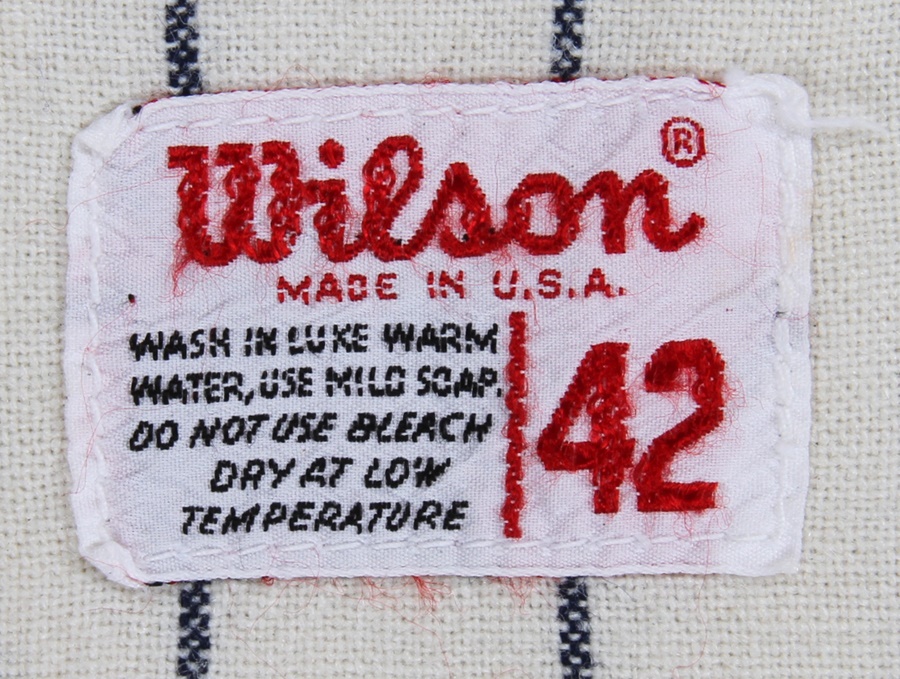 Wilson®
MADE IN U.S.A.
WASH IN LUKE WARM
WATER, USE MILD SOAP.
DO NOT USE BLEACH
DRY AT LOW
TEMPERATURE
42